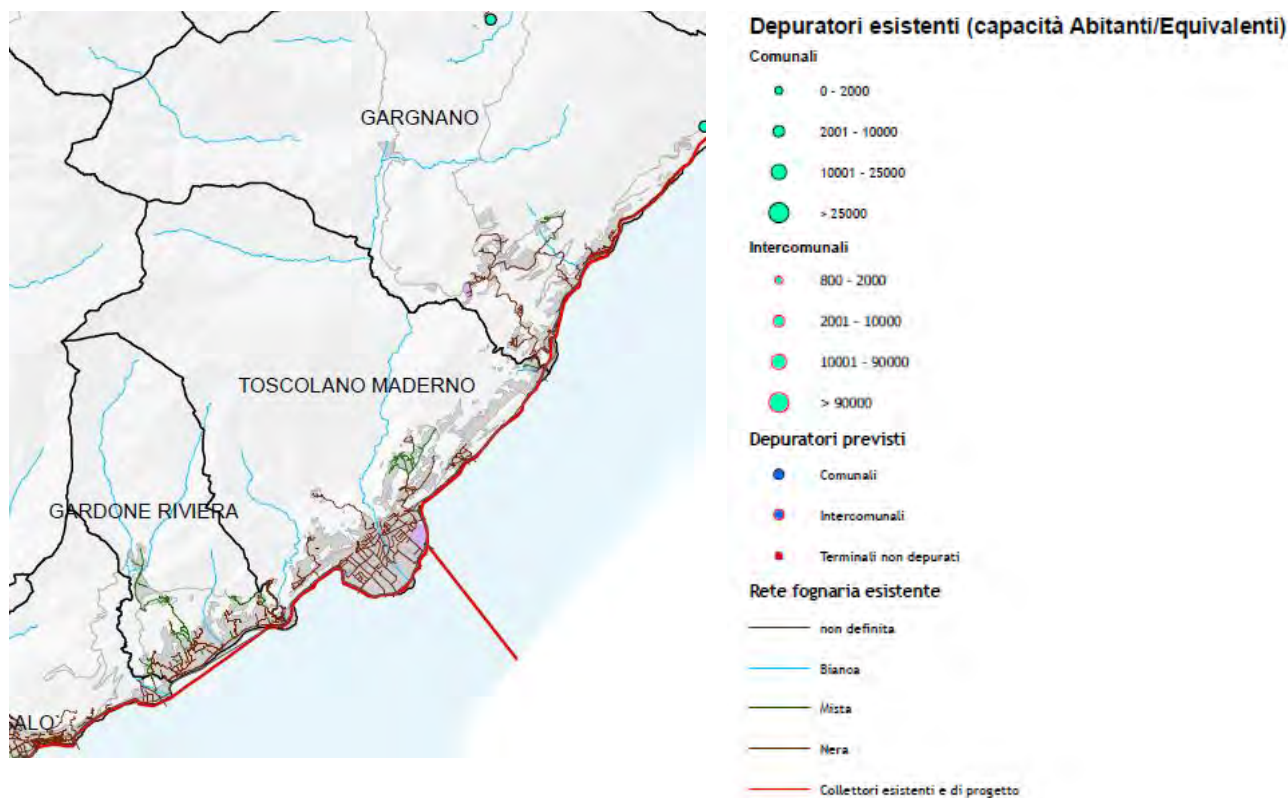 GARGNANO
TOSCOLANO MADERNO
GARDONE RIVIERA
ALO'
Depuratori esistenti (capacità Abitanti/Equivalenti)
Comunali
0 - 2000
2001 - 10000
10001 - 25000
> 25000
Intercomunali
800 - 2000
2001 - 10000
10001 - 90000
> 90000
Depuratori previsti
Comunali
Intercomunali
Terminali non depurati
Rete fognaria esistente
non definita
Bianca
Mista
Nera
Collettori esistenti e di progetto